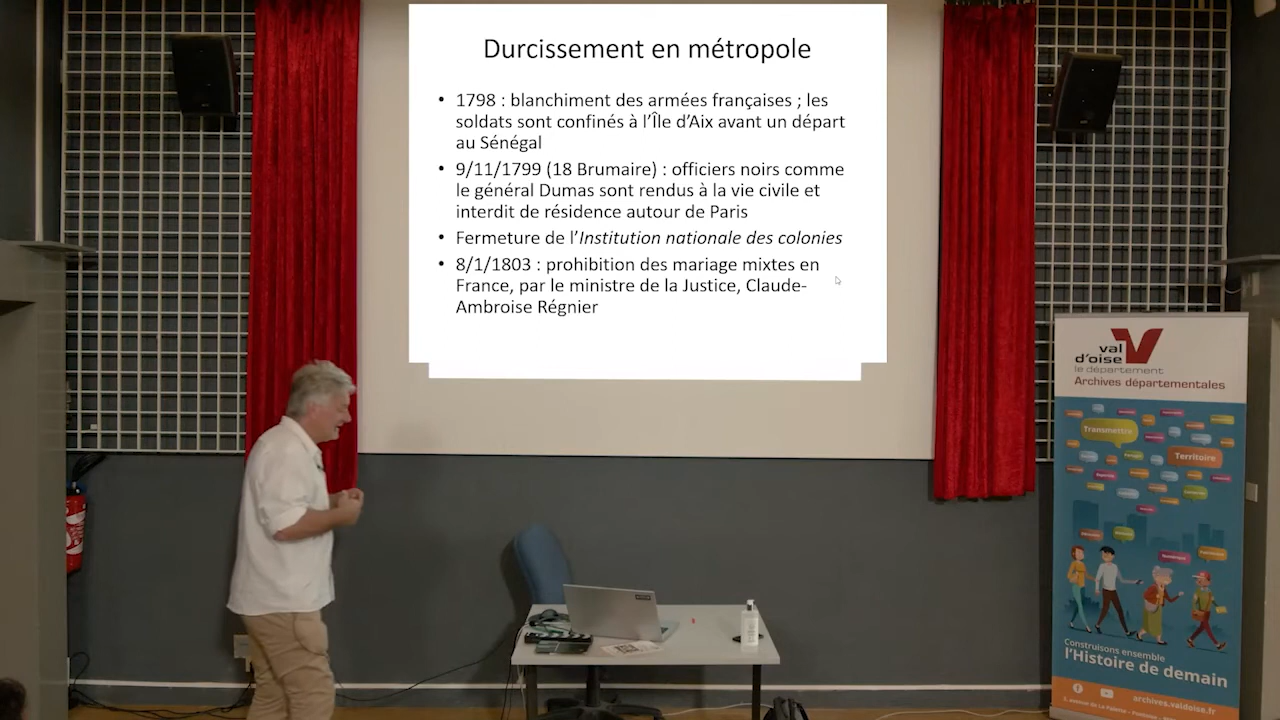 Durcissement en métropole
• 1798 : blanchiment des armées françaises ; les
soldats sont confinés à l'Île d'Aix avant un départ
au Sénégal
• 9/11/1799 (18 Brumaire) : officiers noirs comme
le général Dumas sont rendus à la vie civile et
interdit de résidence autour de Paris
• Fermeture de l'Institution nationale des colonies
• 8/1/1803 : prohibition des mariage mixtes en
France, par le ministre de la Justice, Claude-
Ambroise Régnier
val
d'oise
le département
Archives départementales
Transmettre
Territoire
Construisons ensemble
l'Histoire de demain
archives.valdoise.fr